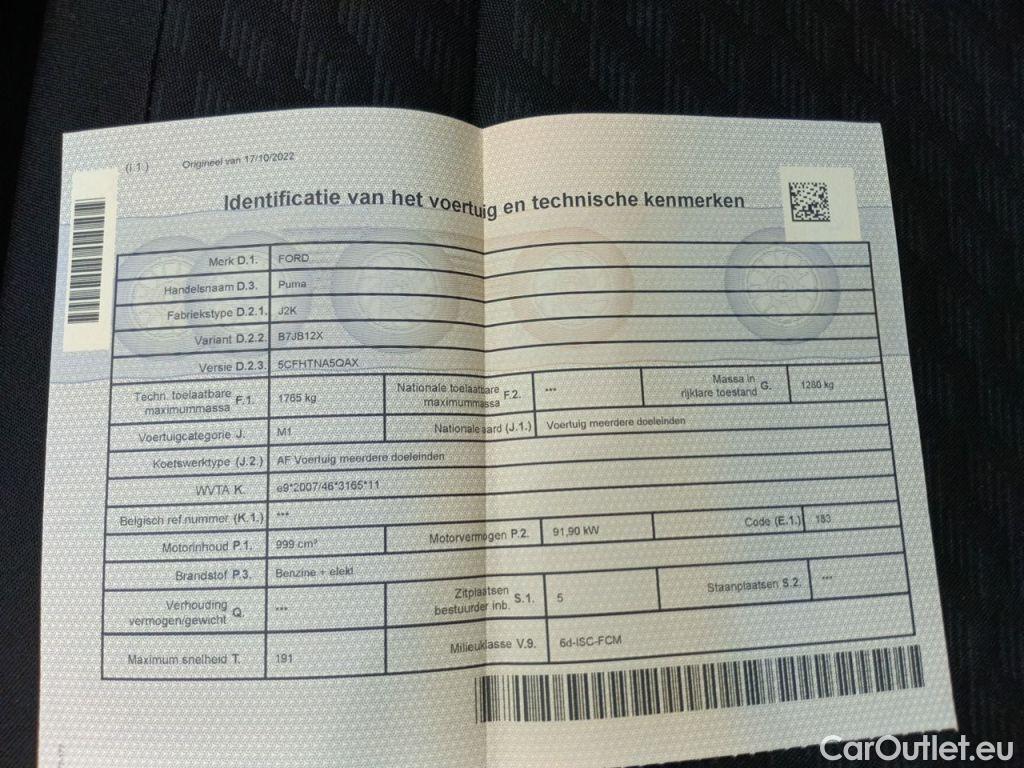 (I.1.) Origineel van 17/10/2022
Identificatie van het voertuig en technische kenmerken
Merk D.1. FORD
Handelsnaam D.3. Puma
Fabriekstype D.2.1. J2K
Variant D.2.2. B7JB12X
Versie D.2.3. 5CFHTNA5QAX
Techn. toelaatbare maximummassa F.1. 1765 kg Nationale toelaatbare maximummassa F.2. *** Massa in rijklare toestand G. 1280 kg
Voertuigcategorie J. M1 Nationale aard (J.1.) Voertuig meerdere doeleinden
Koetswerktype (J.2.) AF Voertuig meerdere doeleinden
WVTA K. e9*2007/46*3165*11
Belgisch ref.nummer (K.1.) ***
Motorinhoud P.1. 999 cm³ Motorvermogen P.2. 91,90 kW Code (E.1.) 183
Brandstof P.3. Benzine + elekt
Verhouding vermogen/gewicht Q. *** Zitplaatsen bestuurder inb. S.1. 5 Staanplaatsen S.2. ***
Maximum snelheid T. 191 Milieuklasse V.9. 6d-ISC-FCM
CarOutlet.eu